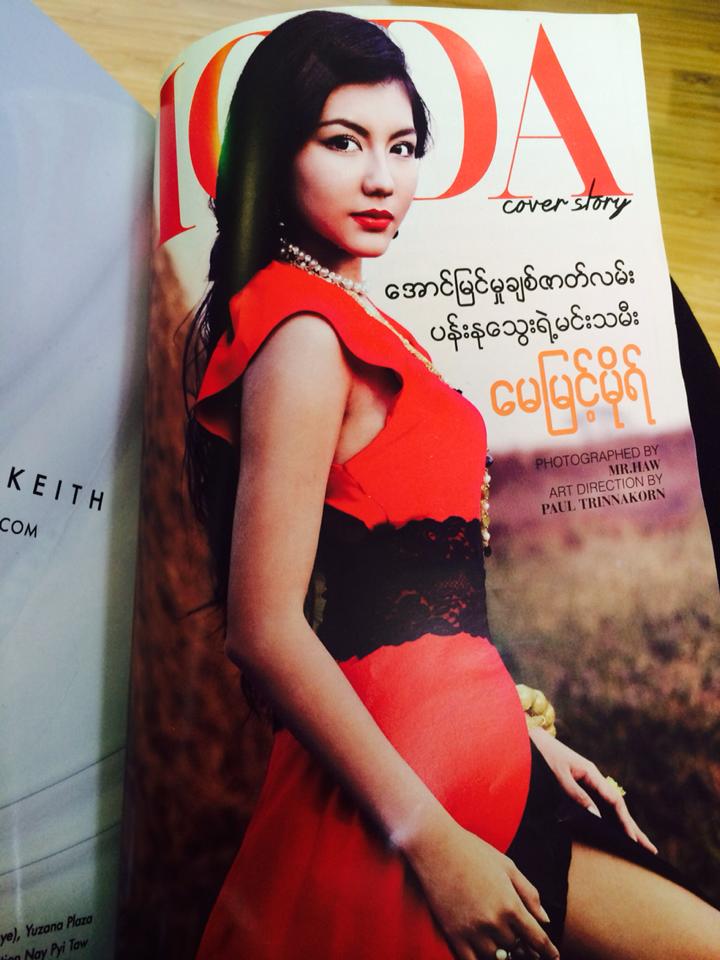 KEITH
COM
ye), Yuzana Plaza
Nay Pyi Taw
MODA
cover story
အောင်မြင်မှုချစ်ဇာတ်လမ်း
ပန်းနုသွေးရဲ့မင်းသမီး
မေမြင့်မိုရ်
PHOTOGRAPHED BY
MR.HAW
ART DIRECTION BY
PAUL TRINNAKORN